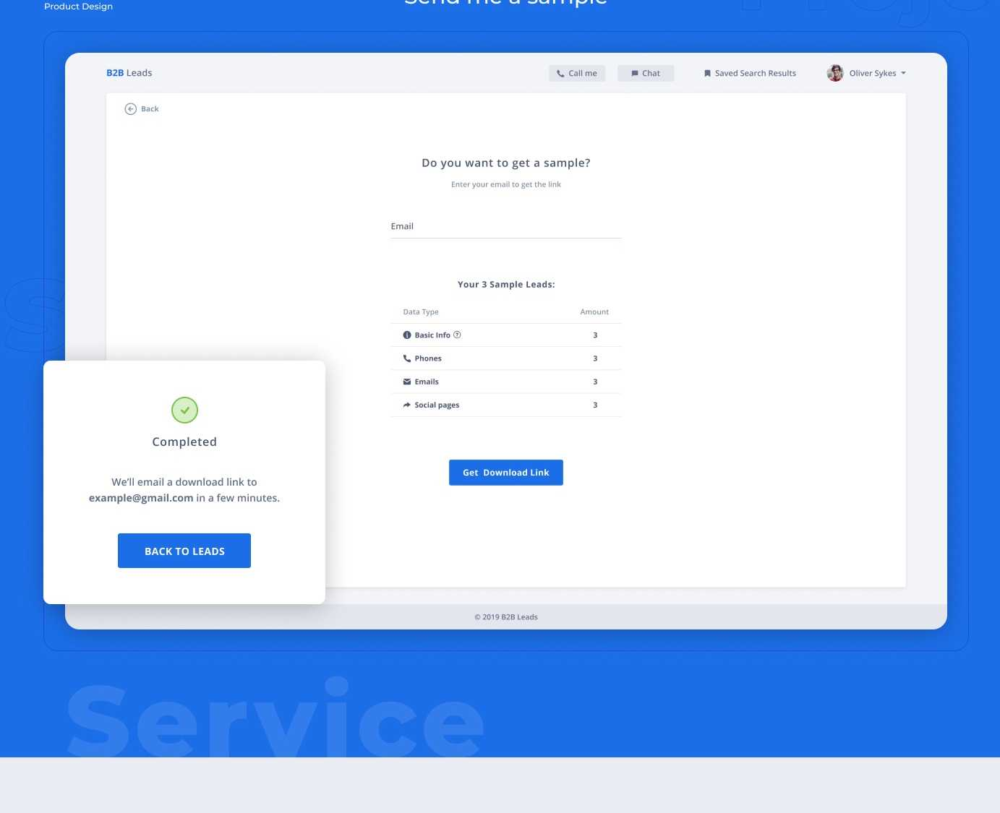 Product Design
Send me a sample
B2B Leads
Call me
Chat
Saved Search Results
Oliver Sykes
Back
Do you want to get a sample?
Enter your email to get the link
Email
Your 3 Sample Leads:
Data Type Amount
Basic Info ? 3
Phones 3
Emails 3
Social pages 3
Get Download Link
Completed
We'll email a download link to
example@gmail.com in a few minutes.
BACK TO LEADS
© 2019 B2B Leads
Service